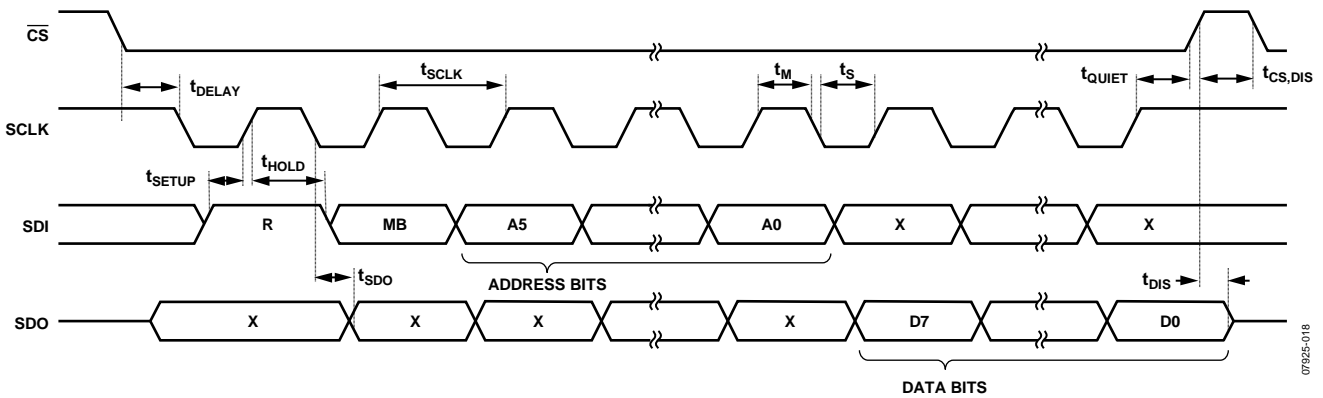 CS
tDELAY
tSCLK
tM
tS
tQUIET
tCS,DIS
SCLK
tSETUP
tHOLD
SDI
R
MB
A5
A0
X
X
tSDO
ADDRESS BITS
tDIS
SDO
X
X
X
X
D7
D0
DATA BITS
07925-018